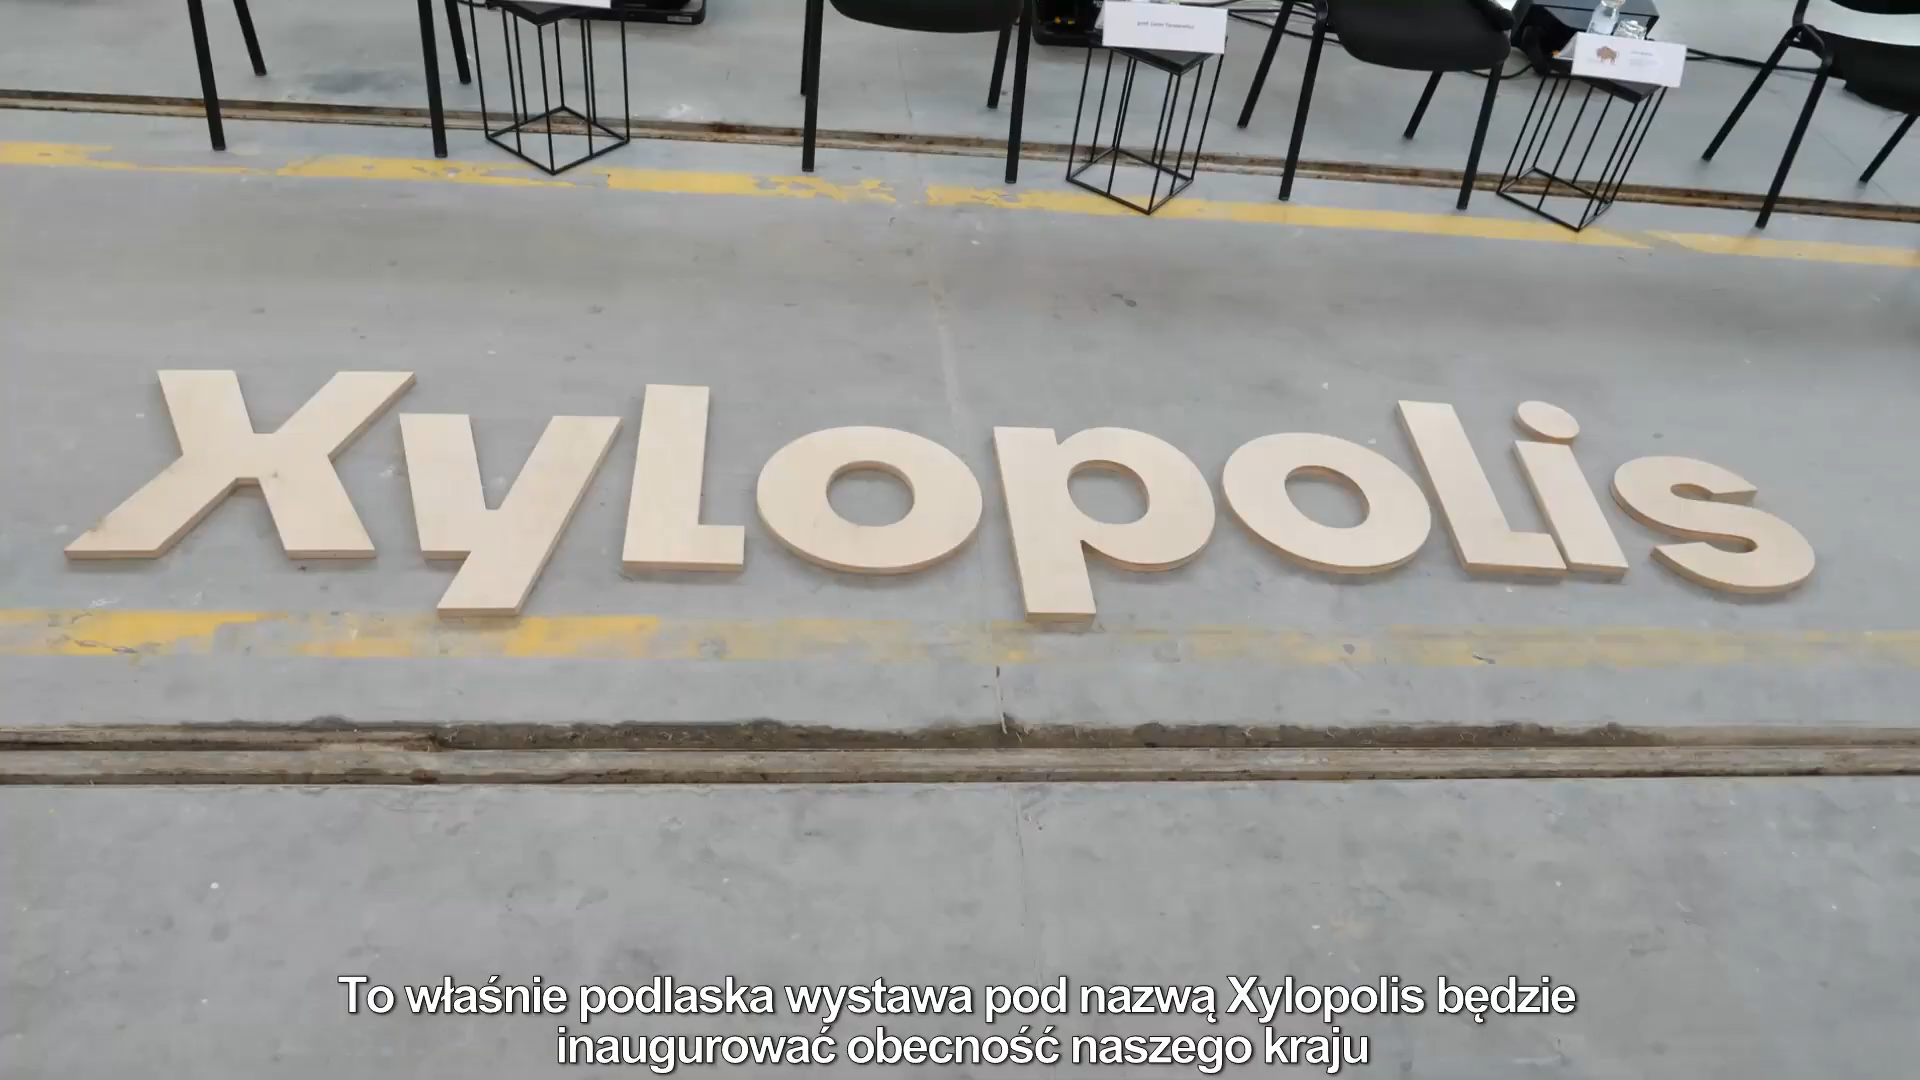 Xylopolis
To właśnie podlaska wystawa pod nazwą Xylopolis będzie
inaugurować obecność naszego kraju